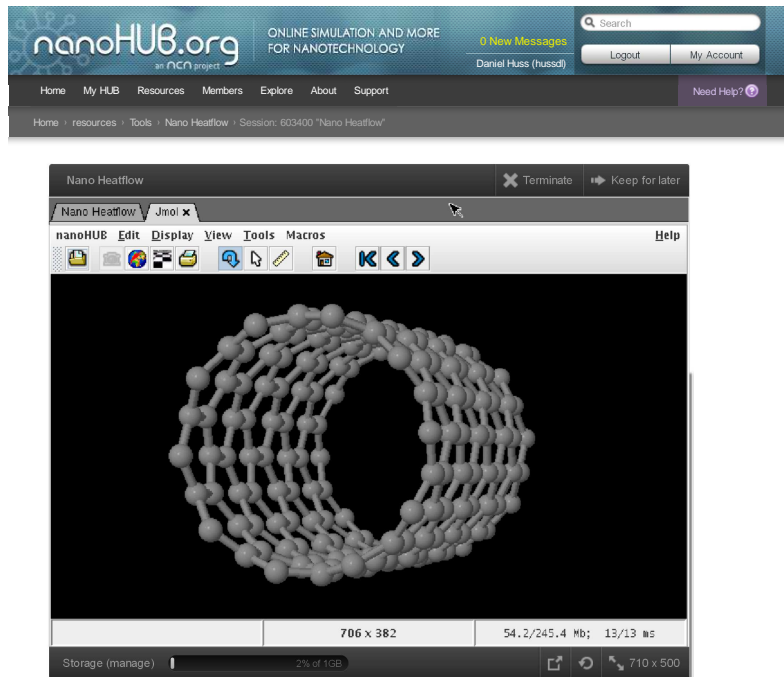 nanoHUB.org
an ncn project
ONLINE SIMULATION AND MORE
FOR NANOTECHNOLOGY
0 New Messages
Daniel Huss (hussdl)
Search
Logout
My Account
Home My HUB Resources Members Explore About Support
Need Help? ?
Home › resources › Tools › Nano Heatflow › Session: 603400 "Nano Heatflow"
Nano Heatflow
Terminate
Keep for later
Nano Heatflow Jmol x
nanoHUB Edit Display View Tools Macros Help
706 x 382
54.2/245.4 Mb; 13/13 ms
Storage (manage)
2% of 1GB
710 x 500